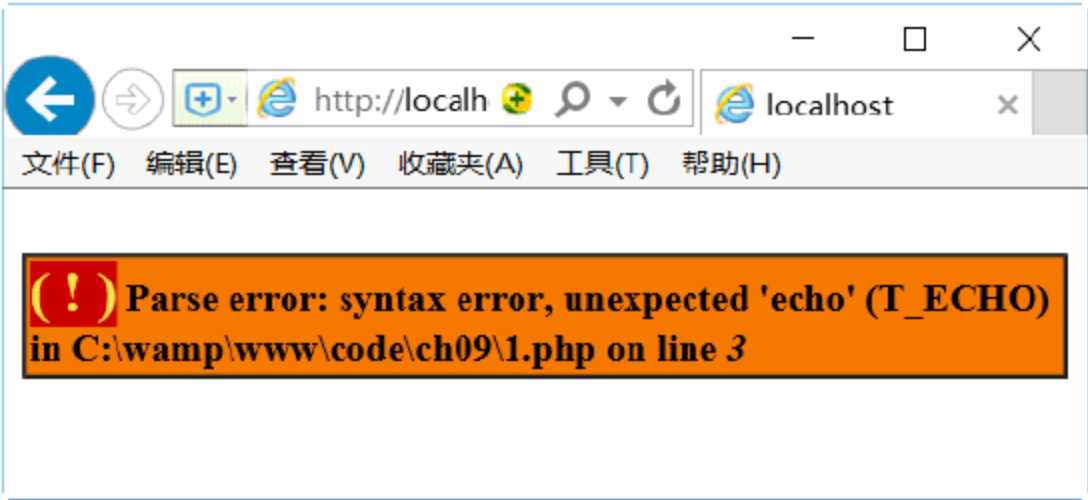 http://localh
localhost
文件(F) 编辑(E) 查看(V) 收藏夹(A) 工具(T) 帮助(H)
( ! ) Parse error: syntax error, unexpected 'echo' (T_ECHO)
in C:\wamp\www\code\ch09\1.php on line 3